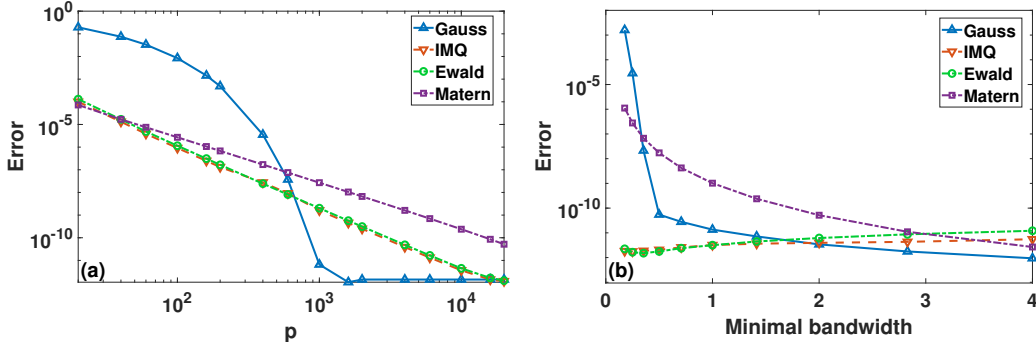 10^0
10^-5
10^-10
Error
10^2
10^3
10^4
p
(a)
Gauss
IMQ
Ewald
Matern
10^-5
10^-10
Error
0
1
2
3
4
Minimal bandwidth
(b)
Gauss
IMQ
Ewald
Matern